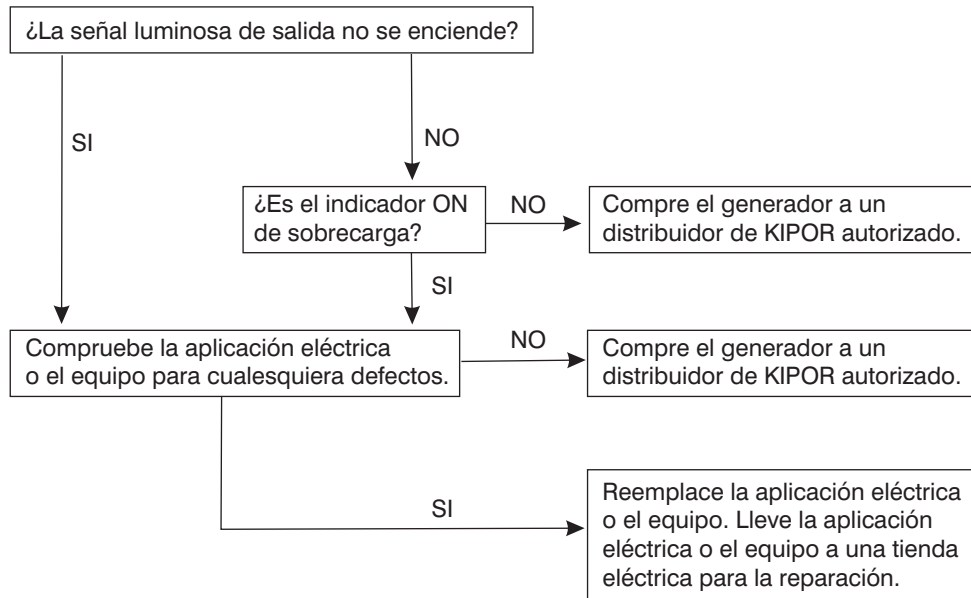 ¿La señal luminosa de salida no se enciende?
SI
NO
¿Es el indicador ON
de sobrecarga?
NO
Compre el generador a un
distribuidor de KIPOR autorizado.
SI
Compruebe la aplicación eléctrica
o el equipo para cualesquiera defectos.
NO
Compre el generador a un
distribuidor de KIPOR autorizado.
SI
Reemplace la aplicación eléctrica
o el equipo. Lleve la aplicación
eléctrica o el equipo a una tienda
eléctrica para la reparación.